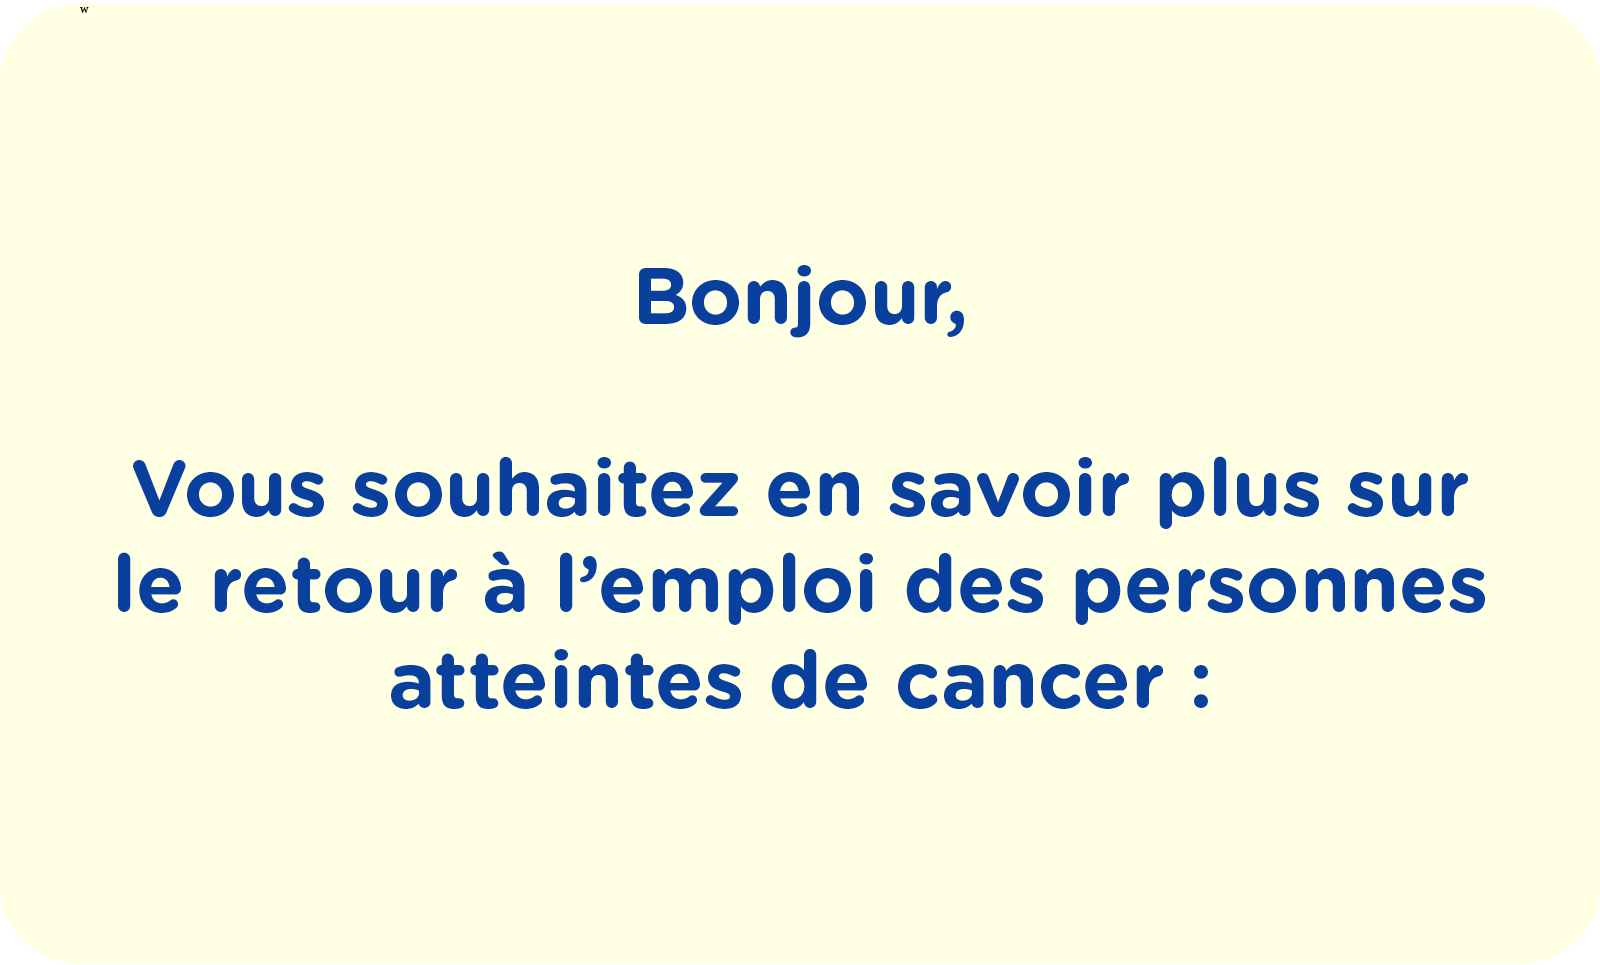 w
Bonjour,
Vous souhaitez en savoir plus sur
le retour à l’emploi des personnes
atteintes de cancer :